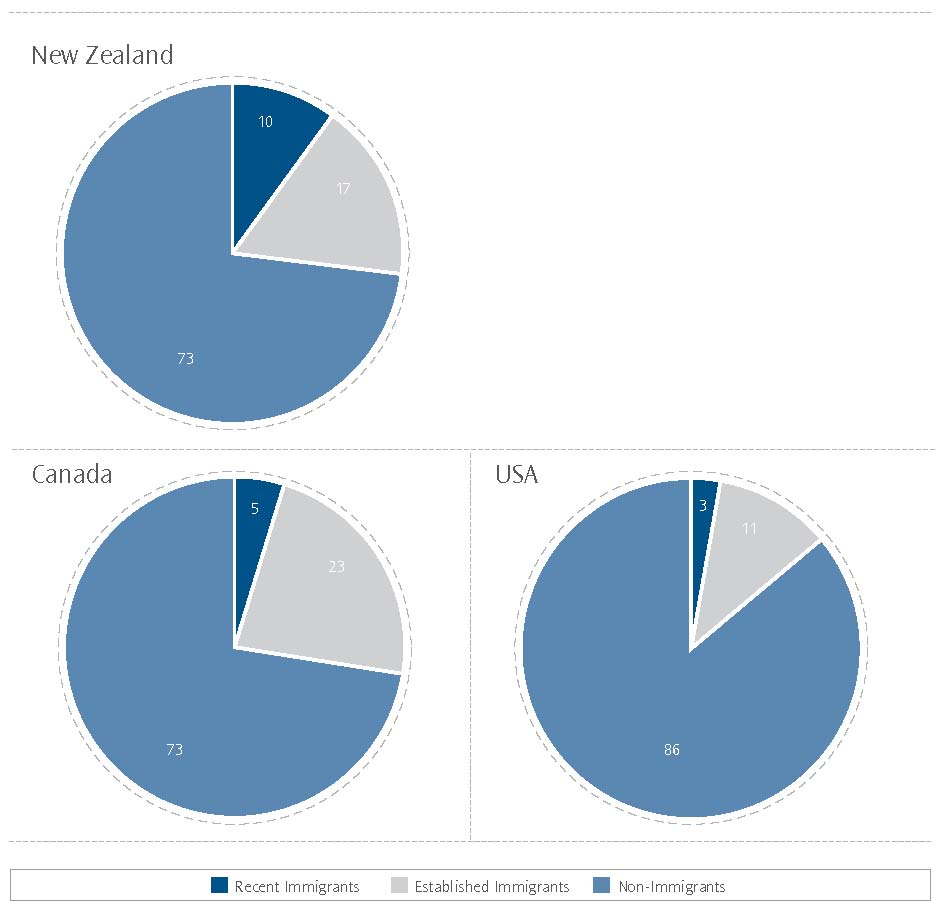 New Zealand
10
17
73
Canada
5
23
73
USA
3
11
86
Recent Immigrants
Established Immigrants
Non-Immigrants